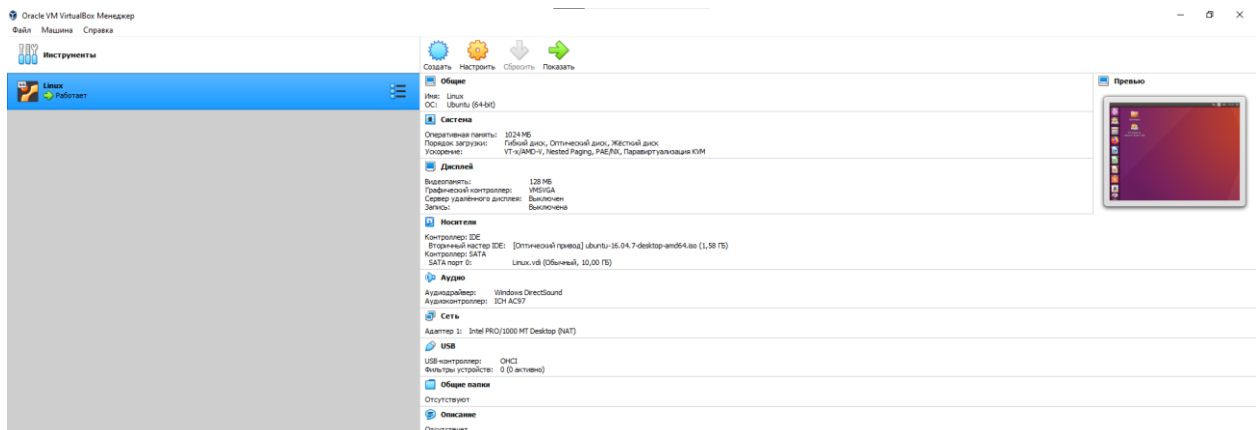 Oracle VM VirtualBox Менеджер
Файл Машина Справка
Инструменты
Создать Настроить Сбросить Показать
Linux
Работает
Общие
Имя: Linux
ОС: Ubuntu (64-bit)
Превью
Система
Оперативная память: 1024 МБ
Порядок загрузки: Гибкий диск, Оптический диск, Жёсткий диск
Ускорение: VT-x/AMD-V, Nested Paging, PAE/NX, Паравиртуализация KVM
Дисплей
Видеопамять: 128 МБ
Графический контроллер: VMSVGA
Сервер удалённого дисплея: Выключен
Запись: Выключена
Носители
Контроллер: IDE
Вторичный мастер IDE: [Оптический привод] ubuntu-16.04.7-desktop-amd64.iso (1,58 ГБ)
Контроллер: SATA
SATA порт 0: Linux.vdi (Обычный, 10,00 ГБ)
Аудио
Аудиодрайвер: Windows DirectSound
Аудиоконтроллер: ICH AC97
Сеть
Адаптер 1: Intel PRO/1000 MT Desktop (NAT)
USB
USB-контроллер: OHCI
Фильтры устройств: 0 (0 активно)
Общие папки
Отсутствуют
Описание
Отсутствует